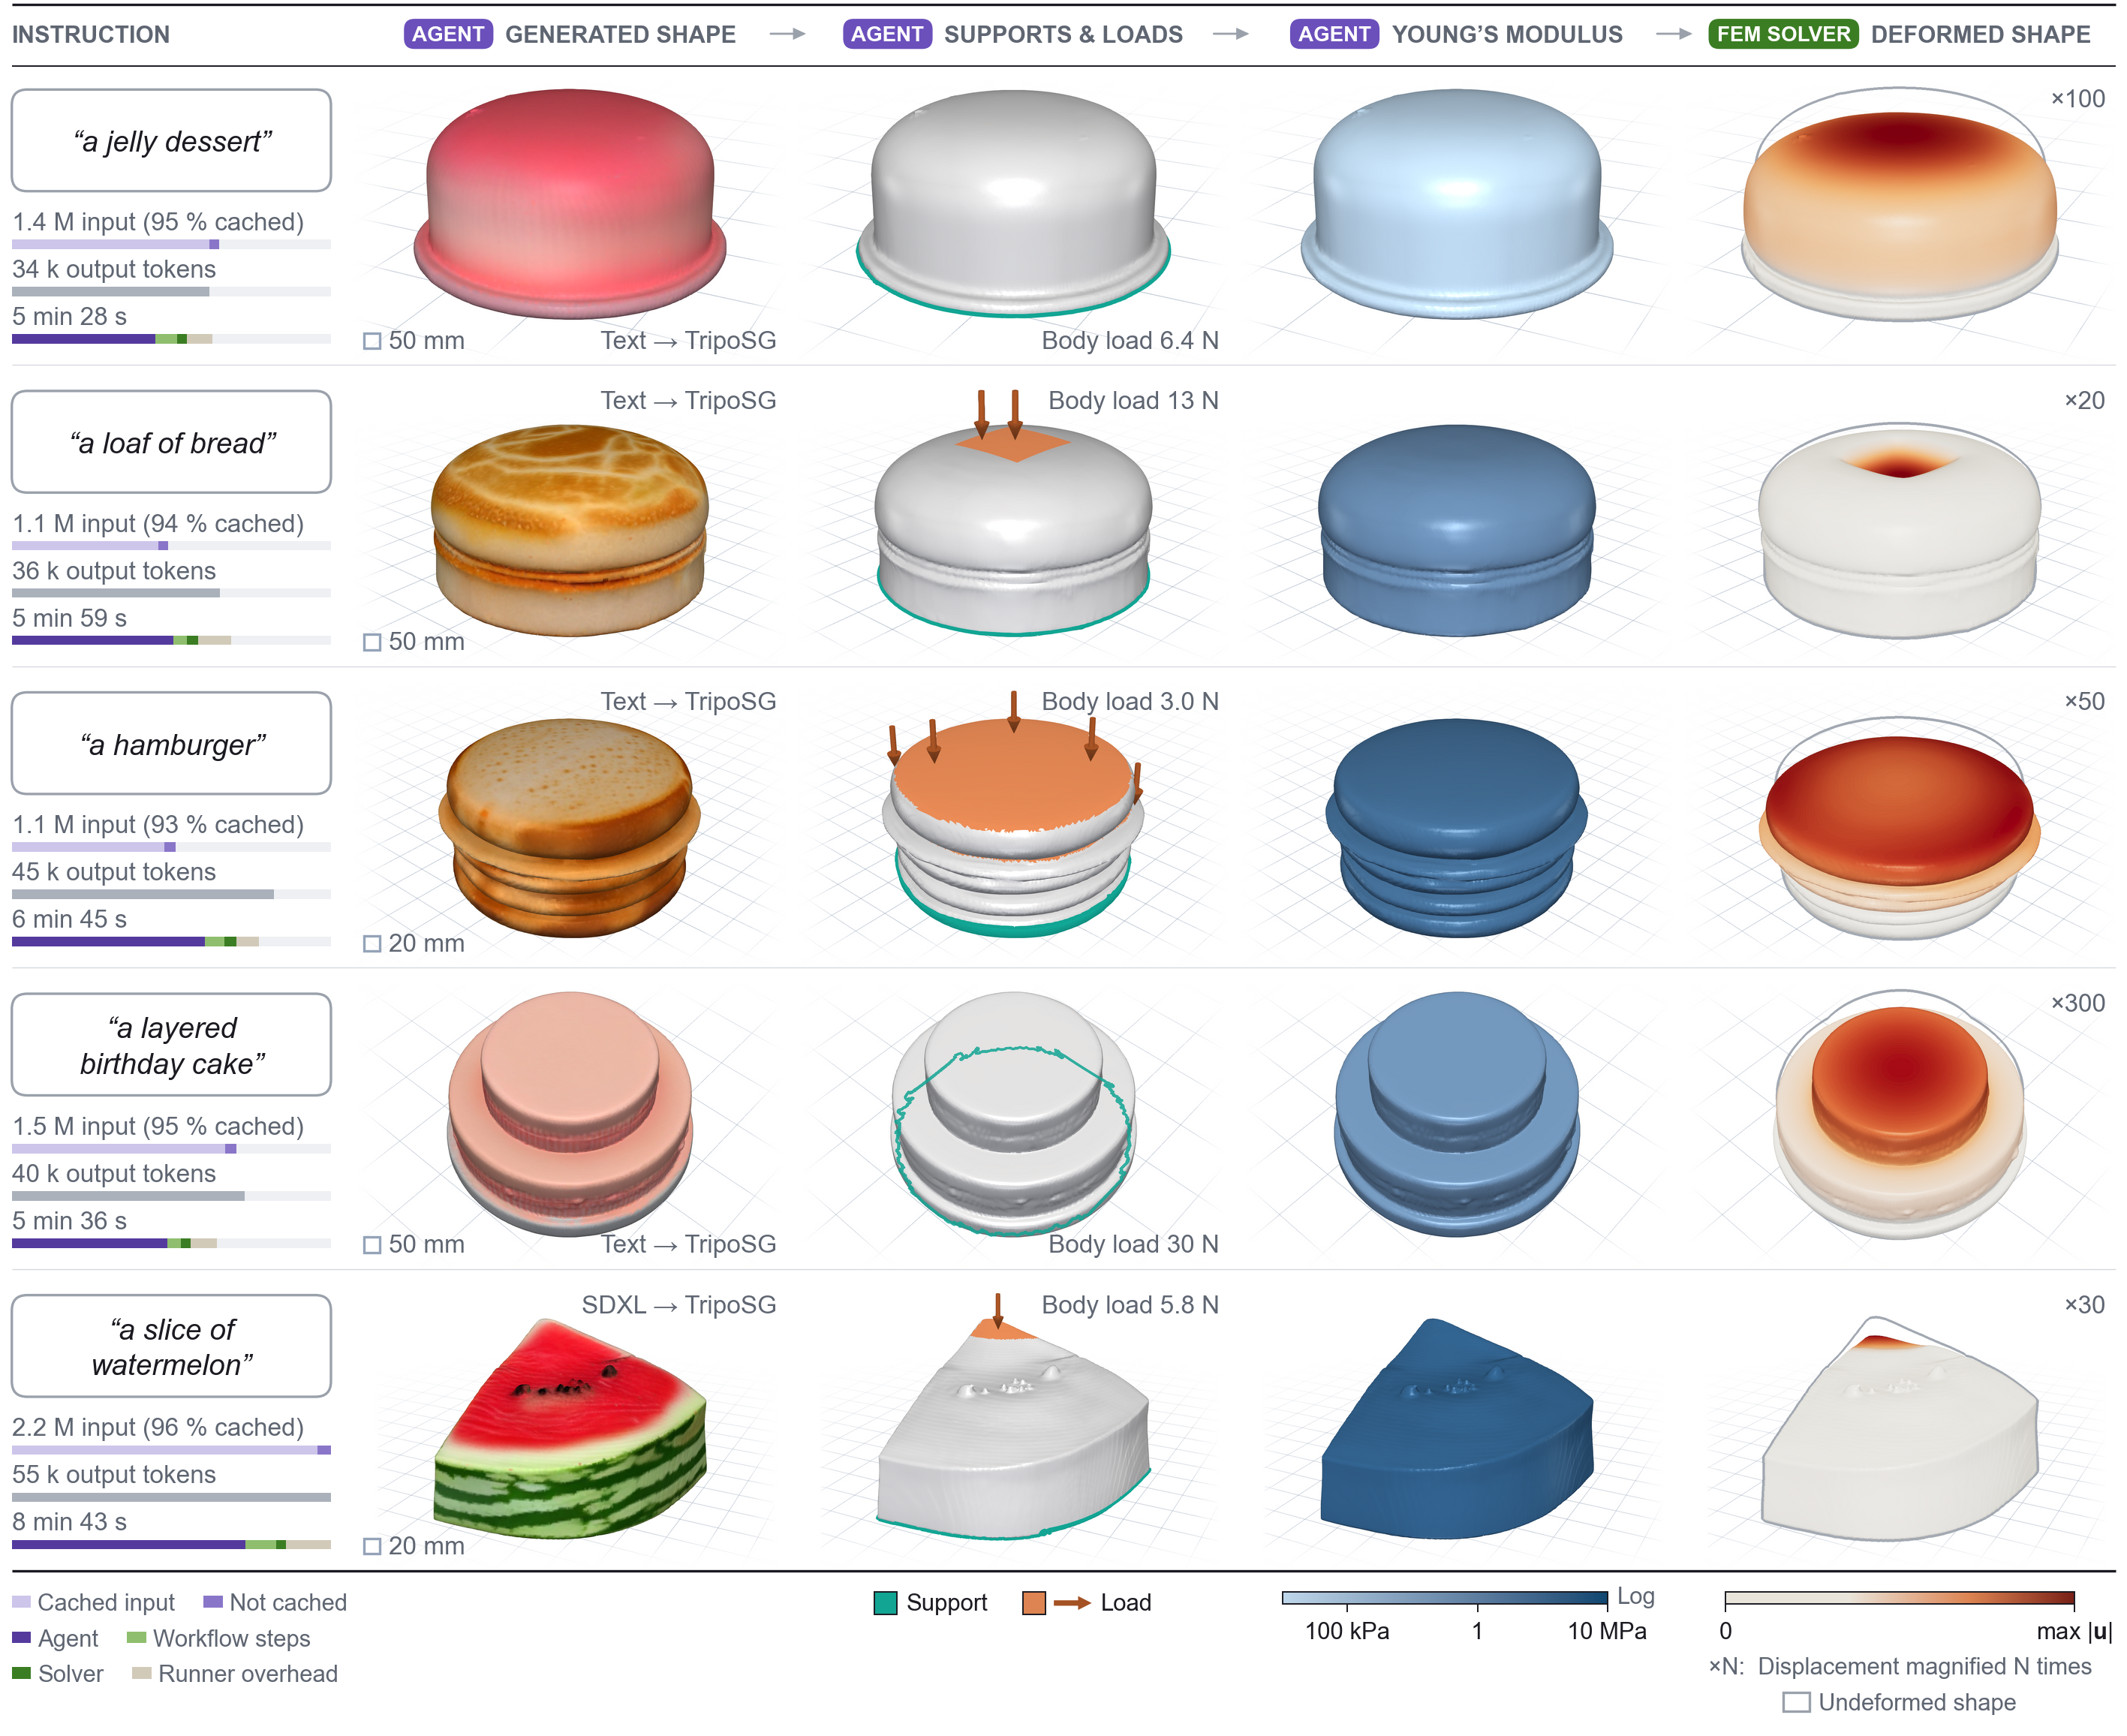 INSTRUCTION AGENT GENERATED SHAPE → AGENT SUPPORTS & LOADS → AGENT YOUNG’S MODULUS → FEM SOLVER DEFORMED SHAPE
“a jelly dessert”
1.4 M input (95 % cached)
34 k output tokens
5 min 28 s
50 mm
Text → TripoSG
Body load 6.4 N
×100
“a loaf of bread”
1.1 M input (94 % cached)
36 k output tokens
5 min 59 s
50 mm
Text → TripoSG
Body load 13 N
×20
“a hamburger”
1.1 M input (93 % cached)
45 k output tokens
6 min 45 s
20 mm
Text → TripoSG
Body load 3.0 N
×50
“a layered
birthday cake”
1.5 M input (95 % cached)
40 k output tokens
5 min 36 s
50 mm
Text → TripoSG
Body load 30 N
×300
“a slice of
watermelon”
2.2 M input (96 % cached)
55 k output tokens
8 min 43 s
20 mm
SDXL → TripoSG
Body load 5.8 N
×30
Cached input Not cached
Agent Workflow steps
Solver Runner overhead
Support Load
Log
100 kPa 1 10 MPa
0 max |u|
×N: Displacement magnified N times
Undeformed shape